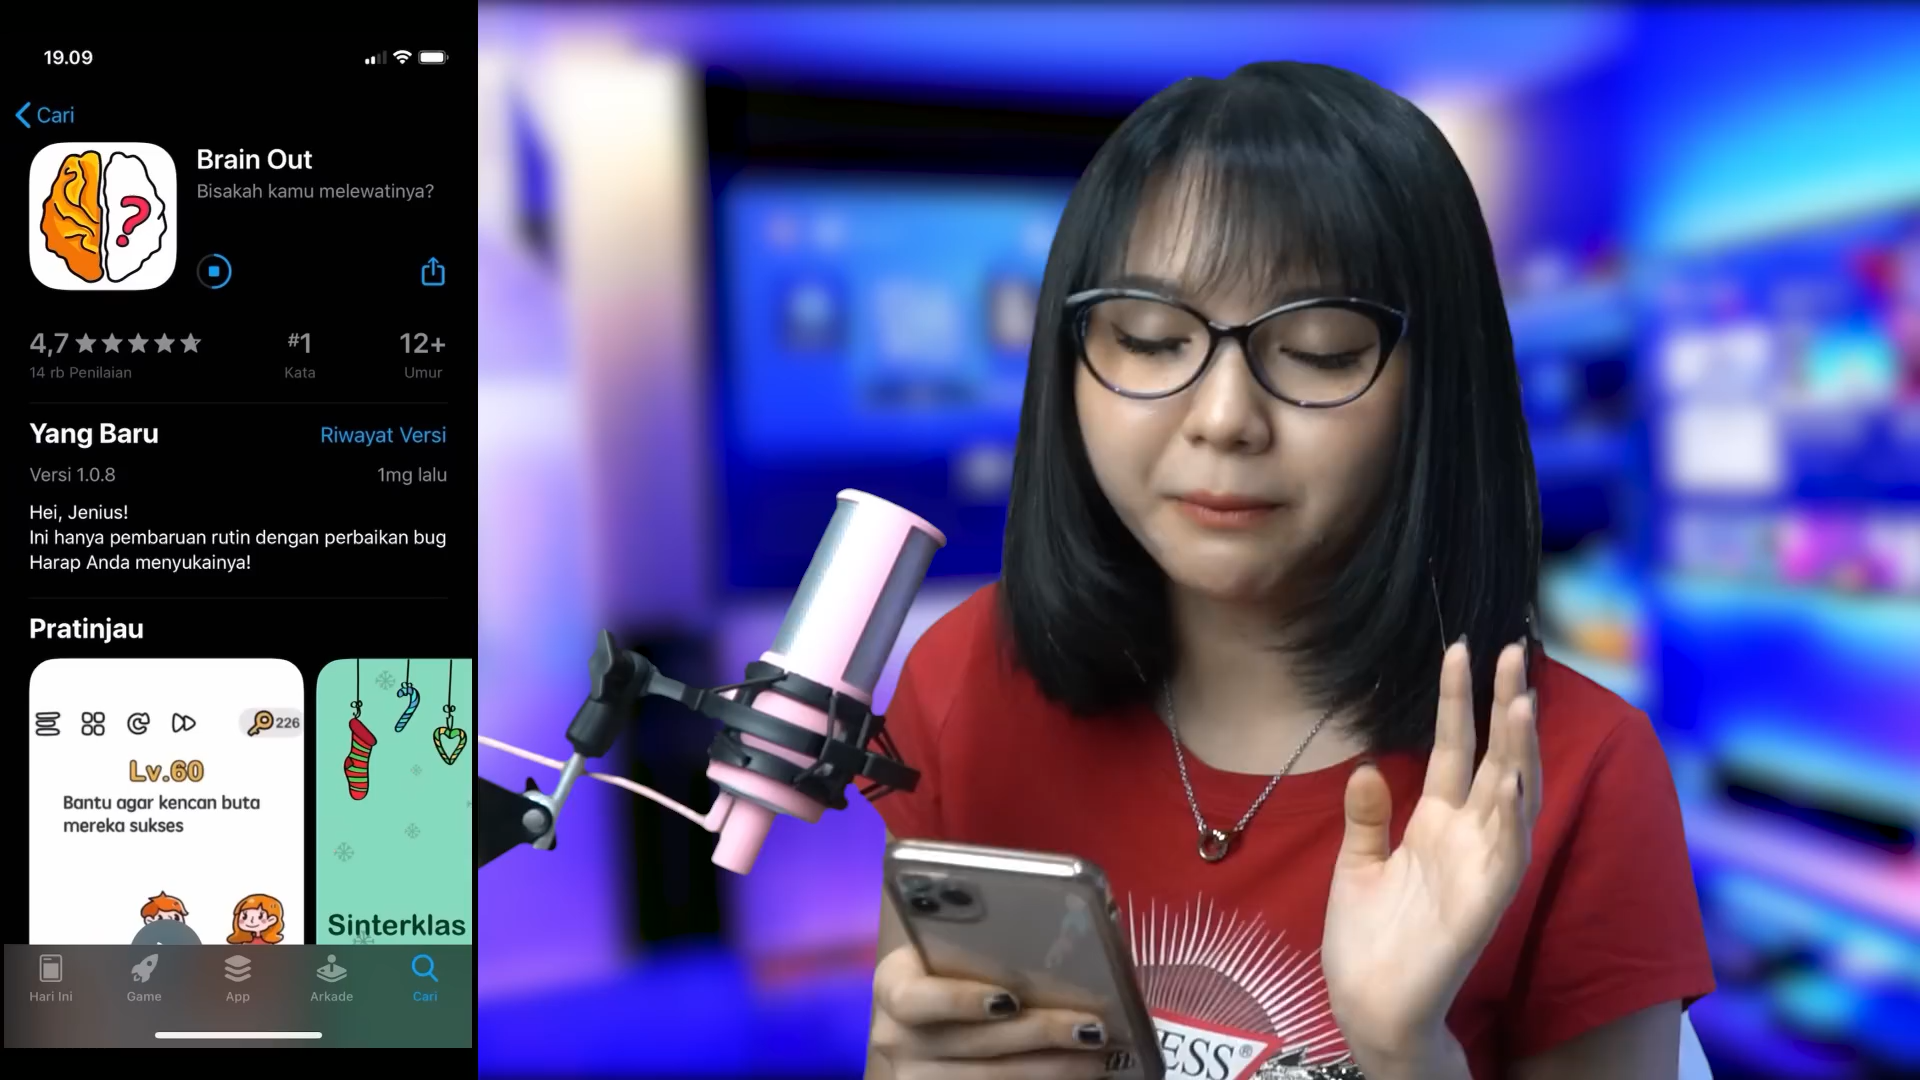 19.09
Cari
Brain Out
Bisakah kamu melewatinya?
4,7
#1
12+
14 rb Penilaian
Kata
Umur
Yang Baru
Riwayat Versi
Versi 1.0.8
1mg lalu
Hei, Jenius!
Ini hanya pembaruan rutin dengan perbaikan bug
Harap Anda menyukainya!
Pratinjau
226
Lv.60
Bantu agar kencan buta
mereka sukses
Sinterklas
Hari Ini
Game
App
Arkade
Cari
ESS®